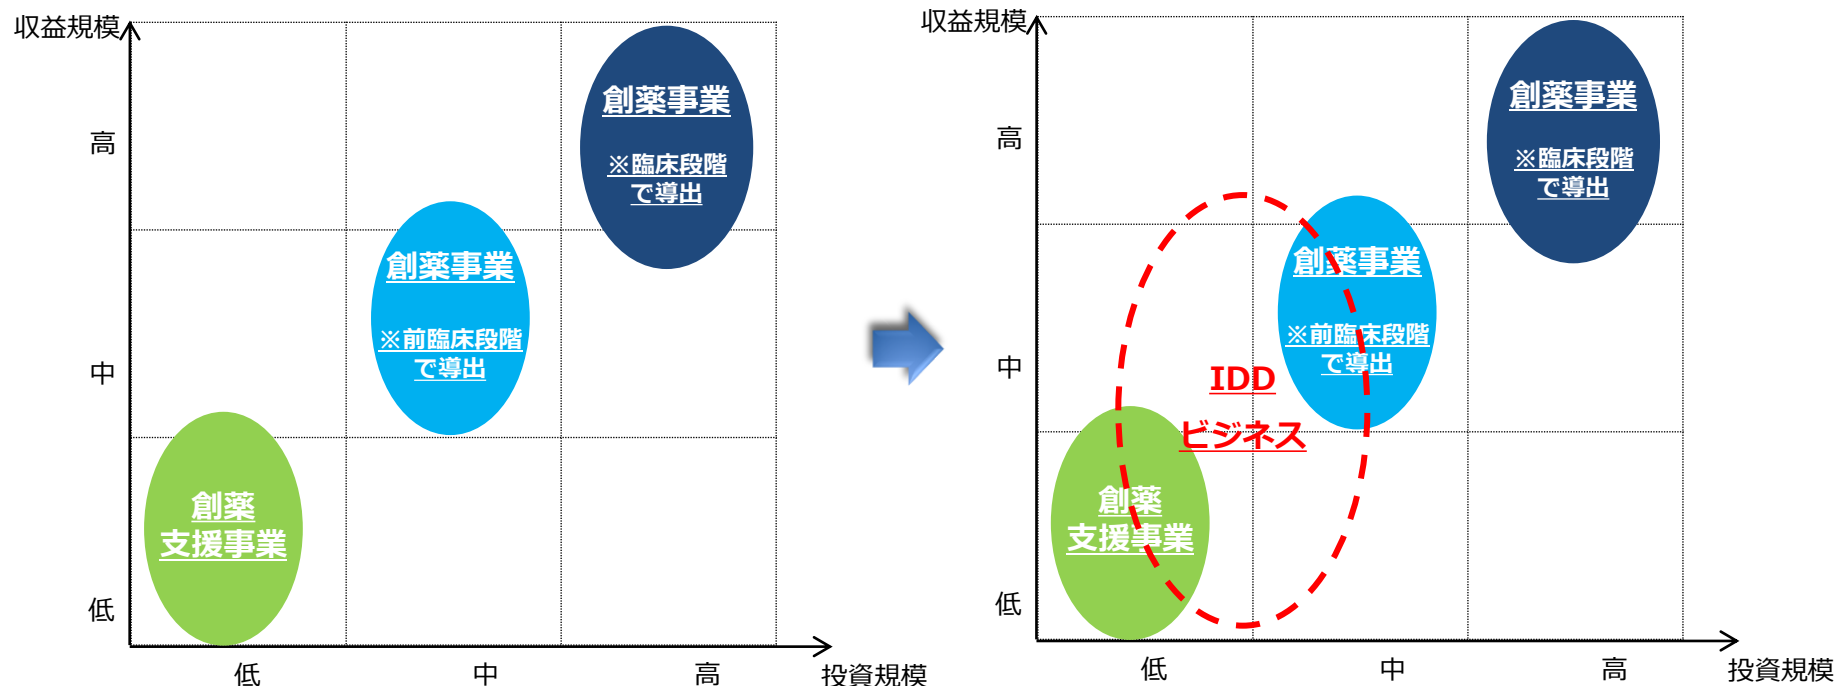 収益規模
高
中
低
創薬事業
※臨床段階
で導出
創薬事業
※前臨床段階
で導出
創薬
支援事業
低
中
高
投資規模
収益規模
高
中
低
創薬事業
※臨床段階
で導出
創薬事業
※前臨床段階
で導出
IDD
ビジネス
創薬
支援事業
低
中
高
投資規模